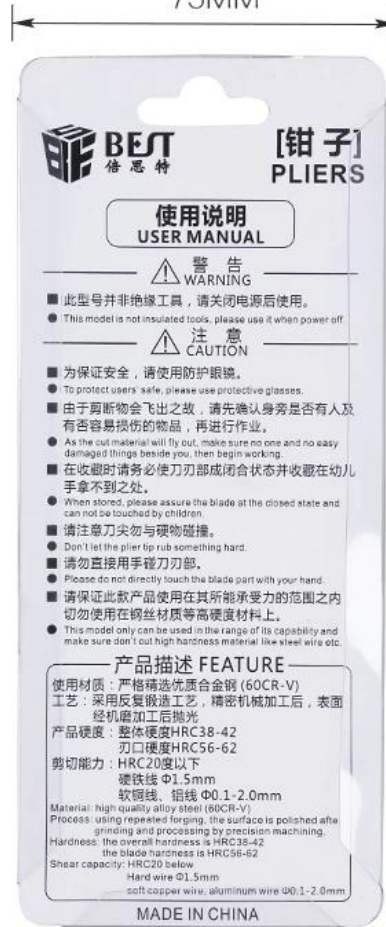 75MM
BEST
倍思特
[钳子]
PLIERS
使用说明
USER MANUAL
警 告
WARNING
■ 此型号并非绝缘工具，请关闭电源后使用。
● This model is not insulated tools, please use it when power off
注 意
CAUTION
■ 为保证安全，请使用防护眼镜。
● To protect users' safe, please use protective glasses.
■ 由于剪断物会飞出之故，请先确认身旁是否有人及
有否容易损伤的物品，再进行作业。
● As the cut material will fly out, make sure no one and no easy
damaged things beside you, then begin working.
■ 在收藏时请务必使刀刃部成闭合状态并收藏在幼儿
手拿不到之处。
● When stored, please assure the blade at the closed state and
can not be touched by children.
■ 请注意刀尖勿与硬物碰撞。
● Don't let the plier tip rub something hard.
■ 请勿直接用手碰刀刃部。
● Please do not directly touch the blade part with your hand.
■ 请保证此款产品使用在其所能承受力的范围之内
切勿使用在钢丝材质等高硬度材料上。
● This model only can be used in the range of its capability and
make sure don't cut high hardness material like steel wire etc.
产品描述 FEATURE
使用材质：严格精选优质合金钢 (60CR-V)
工艺：采用反复锻造工艺，精密机械加工后，表面
经机磨加工后抛光
产品硬度：整体硬度HRC38-42
刃口硬度HRC56-62
剪切能力：HRC20度以下
硬铁线 Φ1.5mm
软铜线、铝线 Φ0.1-2.0mm
Material: high quality alloy steel (60CR-V)
Process: using repeated forging, the surface is polished afte
grinding and processing by precision machining.
Hardness: the overall hardness is HRC38-42
the blade hardness is HRC56-62
Shear capacity: HRC20 below
Hard wire Φ1.5mm
soft copper wire, aluminum wire Φ0.1-2.0mm
MADE IN CHINA